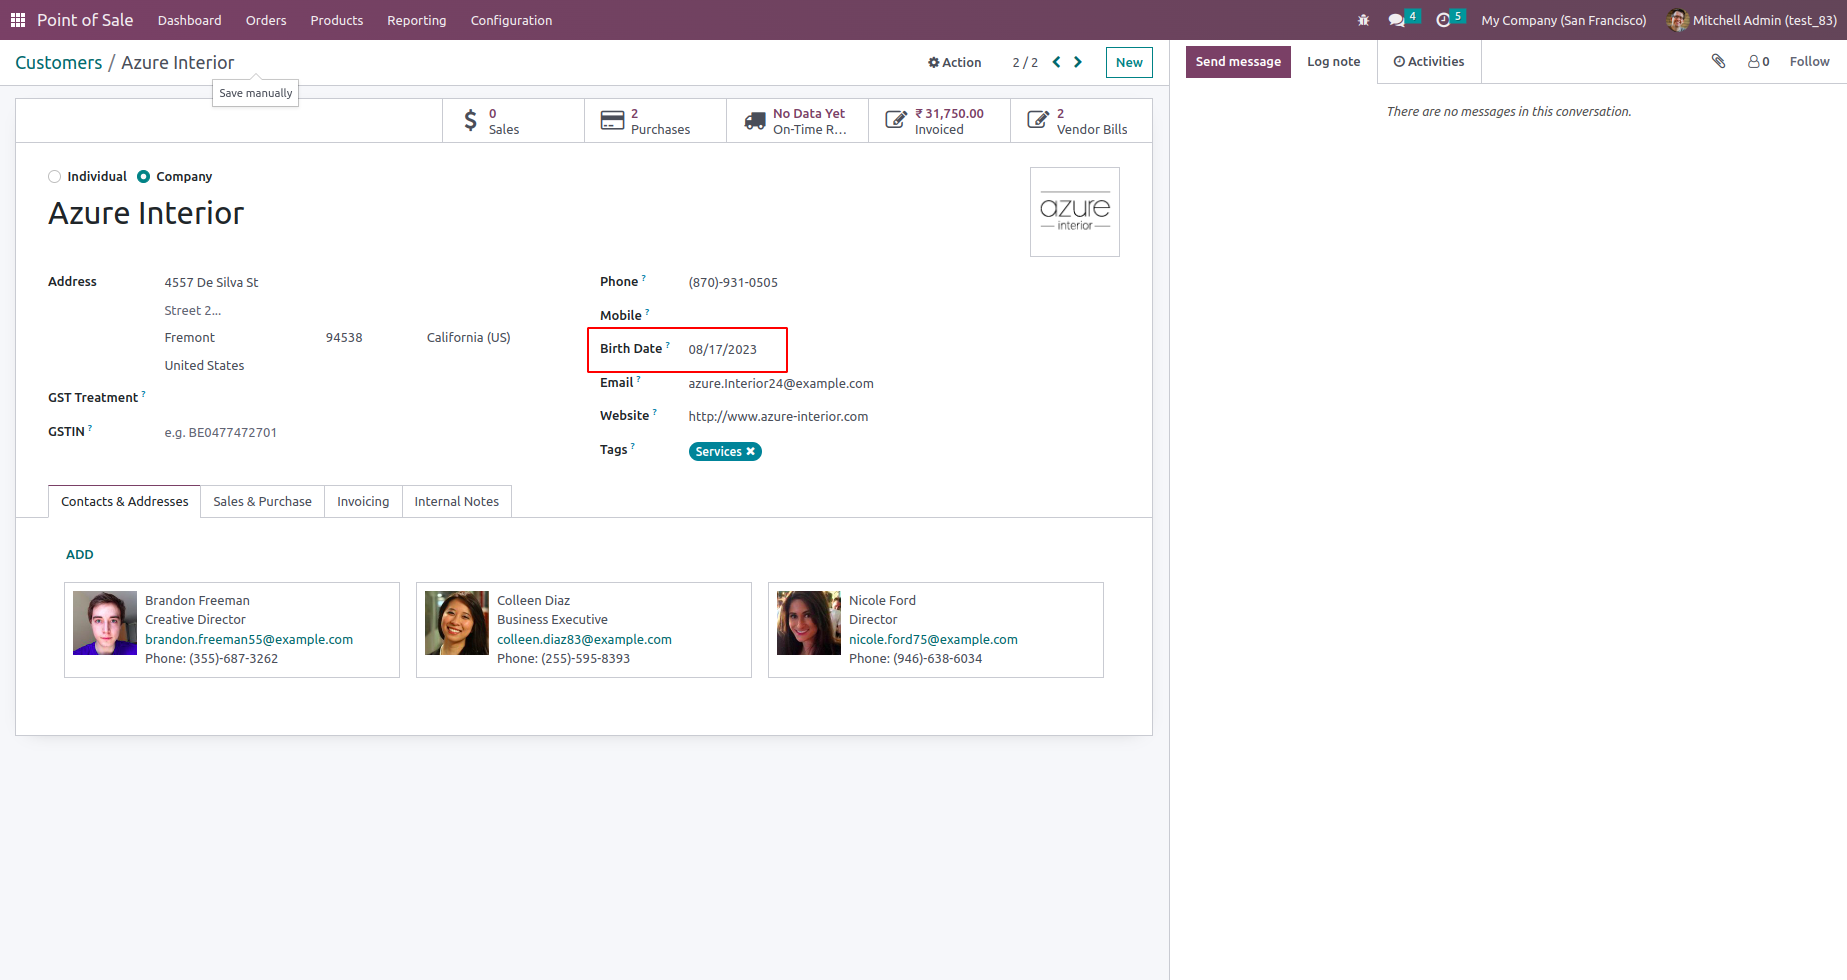 Point of Sale Dashboard Orders Products Reporting Configuration 4 5 My Company (San Francisco) Mitchell Admin (test_83)
Customers / Azure Interior Action 2 / 2 New
Save manually
Send message Log note Activities 0 Follow
There are no messages in this conversation.
0 Sales
2 Purchases
No Data Yet On-Time R...
₹ 31,750.00 Invoiced
2 Vendor Bills
Individual Company
Azure Interior
azure
interior
Address 4557 De Silva St
Street 2...
Fremont 94538 California (US)
United States
GST Treatment ?
GSTIN ? e.g. BE0477472701
Phone ? (870)-931-0505
Mobile ?
Birth Date ? 08/17/2023
Email ? azure.Interior24@example.com
Website ? http://www.azure-interior.com
Tags ? Services
Contacts & Addresses Sales & Purchase Invoicing Internal Notes
ADD
Brandon Freeman
Creative Director
brandon.freeman55@example.com
Phone: (355)-687-3262
Colleen Diaz
Business Executive
colleen.diaz83@example.com
Phone: (255)-595-8393
Nicole Ford
Director
nicole.ford75@example.com
Phone: (946)-638-6034